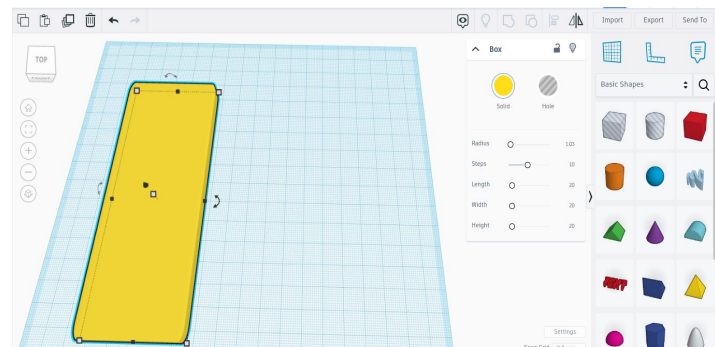 Import Export Send To
TOP
Box
Basic Shapes
Solid Hole
Radius 1.03
Steps 10
Length 20
Width 20
Height 20
Settings